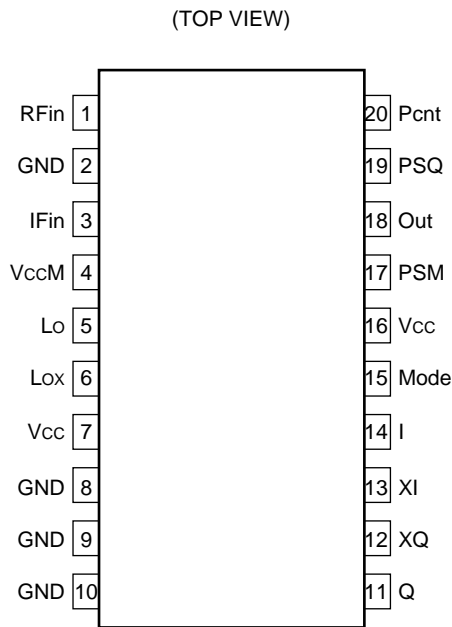 (TOP VIEW)
RFin 1 20 Pcnt
GND 2 19 PSQ
IFin 3 18 Out
VccM 4 17 PSM
Lo 5 16 Vcc
Lox 6 15 Mode
Vcc 7 14 I
GND 8 13 XI
GND 9 12 XQ
GND 10 11 Q